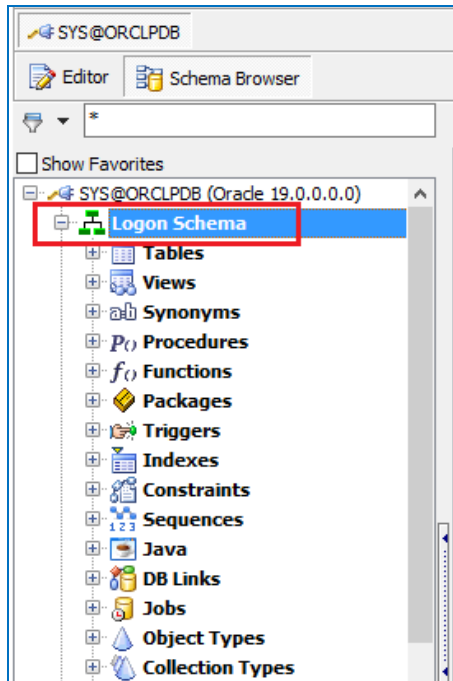 SYS@ORCLPDB
Editor Schema Browser
*
Show Favorites
SYS@ORCLPDB (Oracle 19.0.0.0.0)
Logon Schema
Tables
Views
Synonyms
Procedures
Functions
Packages
Triggers
Indexes
Constraints
Sequences
Java
DB Links
Jobs
Object Types
Collection Types